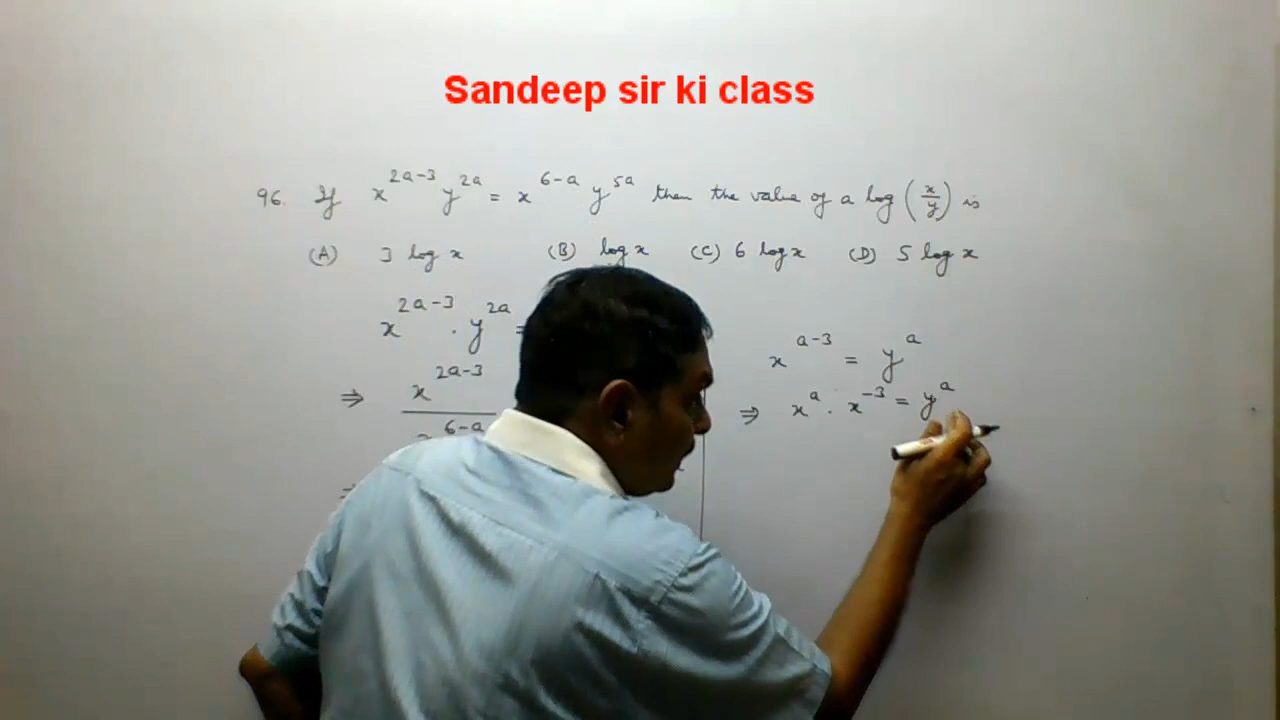 Sandeep sir ki class
96. If x^{2a-3} y^{2a} = x^{6-a} y^{5a} then the value of a log (x/y) is
(A) 3 log x (B) log x (C) 6 log x (D) 5 log x
x^{2a-3} . y^{2a} =
⇒ x^{2a-3}
6-a
x^{a-3} = y^a
⇒ x^a . x^{-3} = y^a